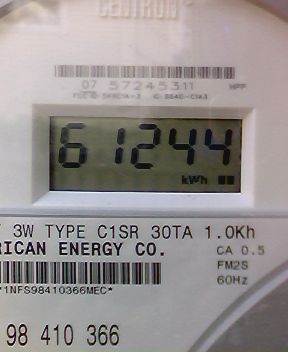 CENTRON
07 57245311
61244
kWh
3W TYPE C1SR 30TA 1.0Kh
RICAN ENERGY CO.
CA 0.5
FM2S
60Hz
*1NFS98410366MEC*
98 410 366